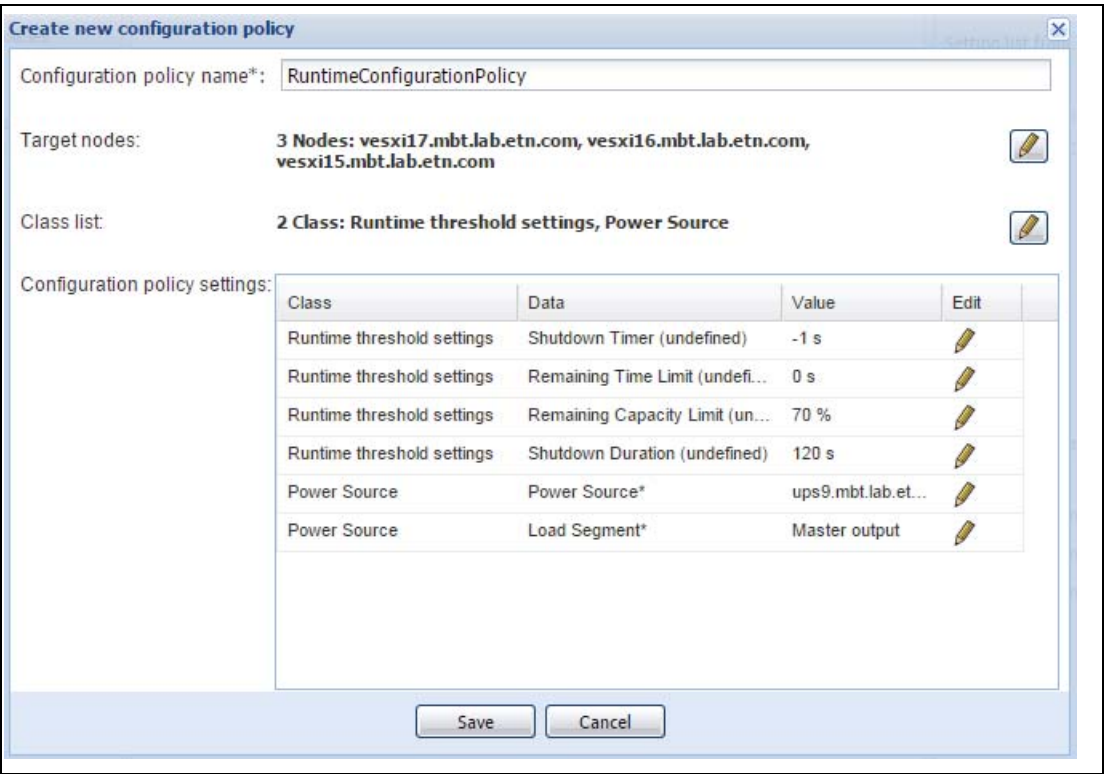 Create new configuration policy
Configuration policy name*: RuntimeConfigurationPolicy
Target nodes: 3 Nodes: vesxi17.mbt.lab.etn.com, vesxi16.mbt.lab.etn.com,
vesxi15.mbt.lab.etn.com
Class list: 2 Class: Runtime threshold settings, Power Source
Configuration policy settings:
Class Data Value Edit
Runtime threshold settings Shutdown Timer (undefined) -1 s
Runtime threshold settings Remaining Time Limit (undefi... 0 s
Runtime threshold settings Remaining Capacity Limit (un... 70 %
Runtime threshold settings Shutdown Duration (undefined) 120 s
Power Source Power Source* ups9.mbt.lab.et...
Power Source Load Segment* Master output
Save Cancel